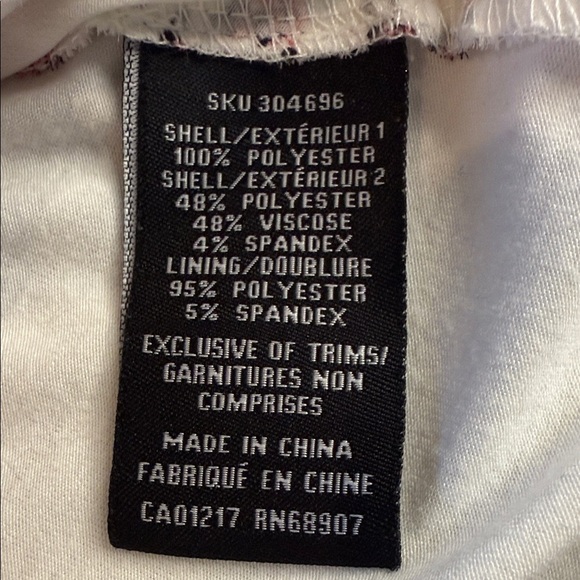 SKU 304696
SHELL/EXTÉRIEUR 1
100% POLYESTER
SHELL/EXTÉRIEUR 2
48% POLYESTER
48% VISCOSE
4% SPANDEX
LINING/DOUBLURE
95% POLYESTER
5% SPANDEX
EXCLUSIVE OF TRIMS/
GARNITURES NON
COMPRISES
MADE IN CHINA
FABRIQUÉ EN CHINE
CA01217 RN68907